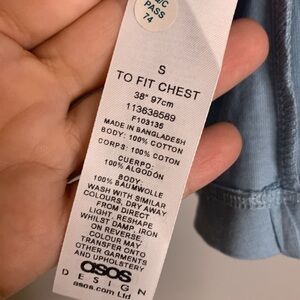 PASS
74
S
TO FIT CHEST
38" 97cm
113638589
F103135
MADE IN BANGLADESH
BODY: 100% COTTON
CORPS: 100% COTON
CUERPO:
100% ALGODÓN
BODY:
100% BAUMWOLLE
WASH WITH SIMILAR
COLOURS, DRY AWAY
FROM DIRECT
LIGHT, RESHAPE
WHILST DAMP, IRON
ON REVERSE.
COLOUR MAY
TRANSFER ONTO
OTHER GARMENTS
AND UPHOLSTERY
asos
DESIGN
asos.com Ltd